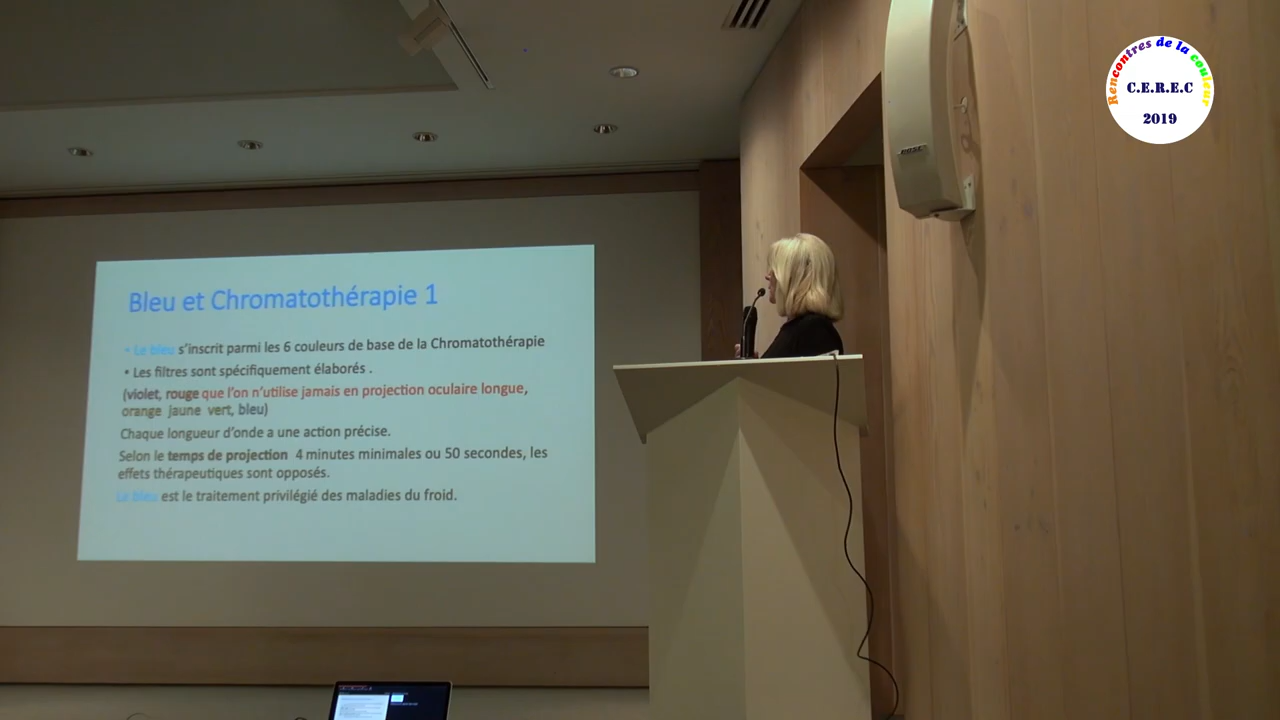 Rencontres de la couleur
C.E.R.E.C
2019
BOSE
Bleu et Chromatothérapie 1
• Le bleu s’inscrit parmi les 6 couleurs de base de la Chromatothérapie
• Les filtres sont spécifiquement élaborés .
(violet, rouge que l’on n’utilise jamais en projection oculaire longue,
orange jaune vert, bleu)
Chaque longueur d’onde a une action précise.
Selon le temps de projection 4 minutes minimales ou 50 secondes, les
effets thérapeutiques sont opposés.
Le bleu est le traitement privilégié des maladies du froid.